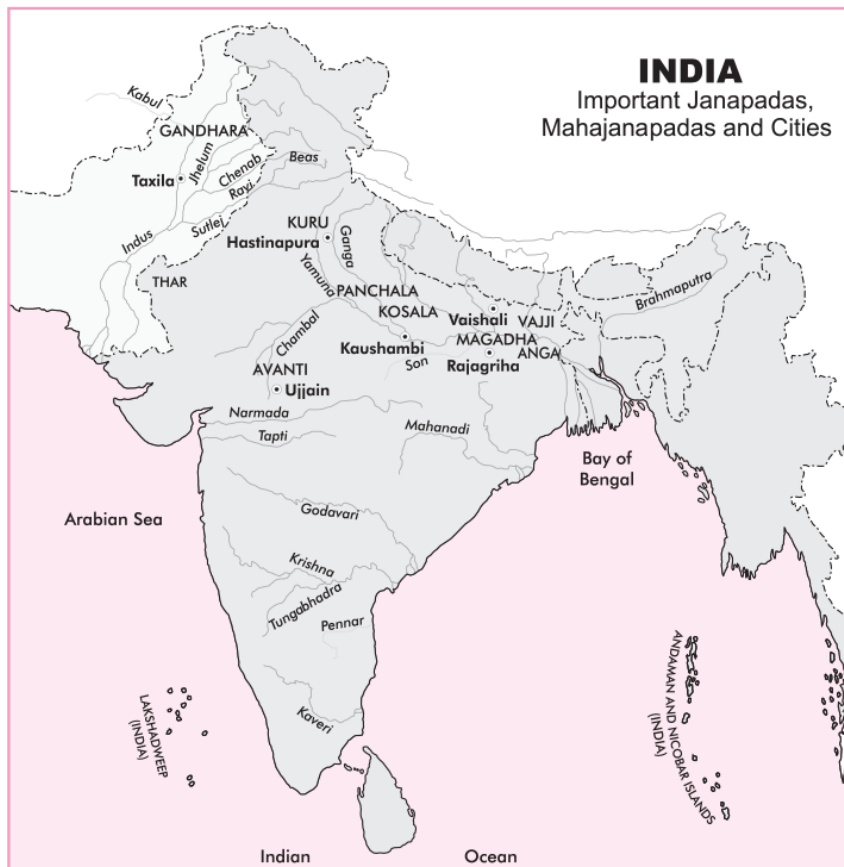 INDIA
Important Janapadas,
Mahajanapadas and Cities
Kabul
GANDHARA
Jhelum
Chenab
Beas
Taxila
Ravi
Sutlej
Indus
KURU
Hastinapura
Ganga
Yamuna
THAR
PANCHALA
KOSALA
Brahmaputra
Vaishali
VAJJI
Chambal
Kaushambi
MAGADHA
ANGA
Son
Rajagriha
AVANTI
Ujjain
Narmada
Tapti
Mahanadi
Bay of
Bengal
Arabian Sea
Godavari
Krishna
Tungabhadra
Pennar
LAKSHADWEEP
(INDIA)
Kaveri
ANDAMAN AND NICOBAR ISLANDS
(INDIA)
Indian
Ocean